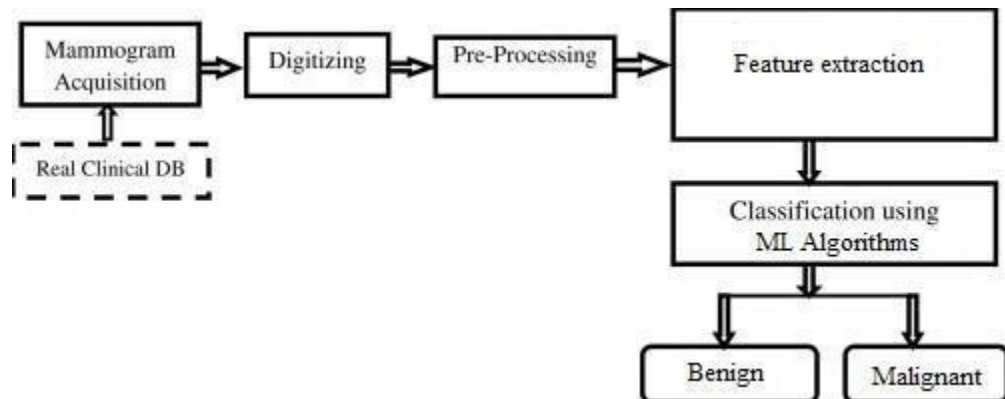 Mammogram
Acquisition
Digitizing
Pre-Processing
Feature extraction
Real Clinical DB
Classification using
ML Algorithms
Benign
Malignant